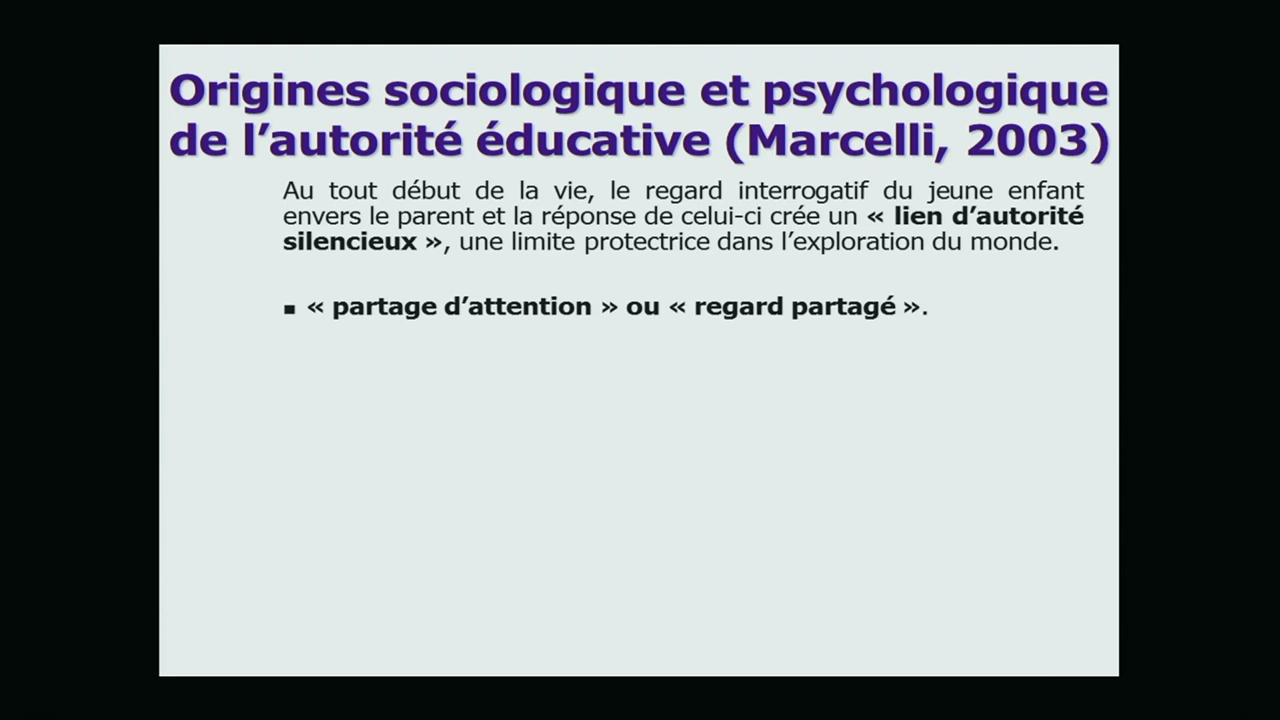 Origines sociologique et psychologique
de l’autorité éducative (Marcelli, 2003)
Au tout début de la vie, le regard interrogatif du jeune enfant
envers le parent et la réponse de celui-ci crée un « lien d’autorité
silencieux », une limite protectrice dans l’exploration du monde.
▪ « partage d’attention » ou « regard partagé ».